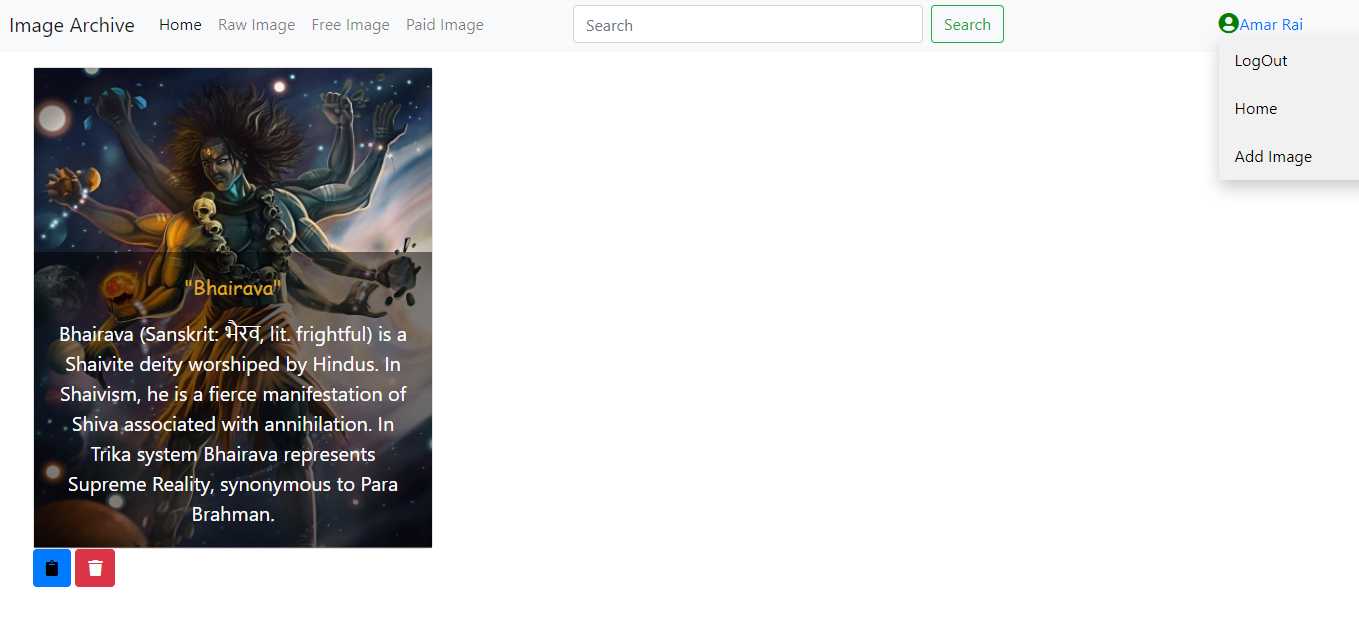 Image Archive Home Raw Image Free Image Paid Image Search Search Amar Rai
LogOut
Home
Add Image
"Bhairava"
Bhairava (Sanskrit: भैरव, lit. frightful) is a
Shaivite deity worshiped by Hindus. In
Shaivism, he is a fierce manifestation of
Shiva associated with annihilation. In
Trika system Bhairava represents
Supreme Reality, synonymous to Para
Brahman.